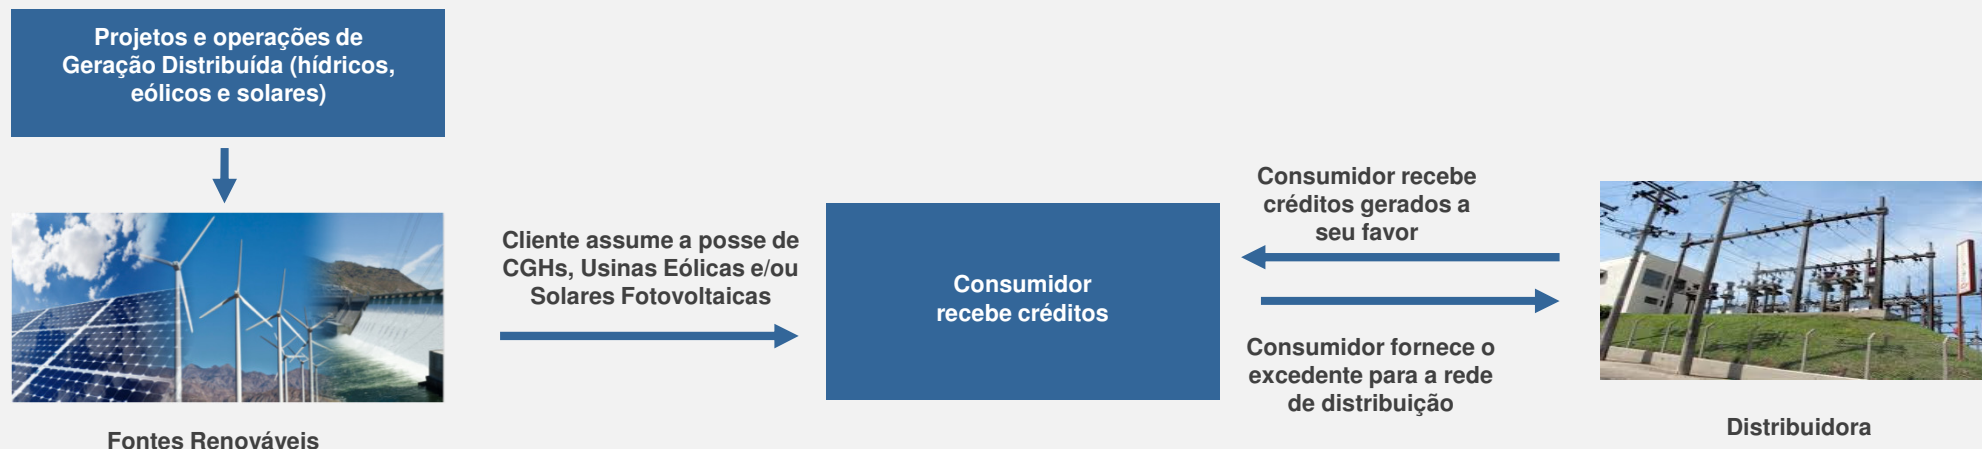 Projetos e operações de
Geração Distribuída (hídricos,
eólicos e solares)
Fontes Renováveis
Cliente assume a posse de
CGHs, Usinas Eólicas e/ou
Solares Fotovoltaicas
Consumidor
recebe créditos
Consumidor recebe
créditos gerados a
seu favor
Consumidor fornece o
excedente para a rede
de distribuição
Distribuidora